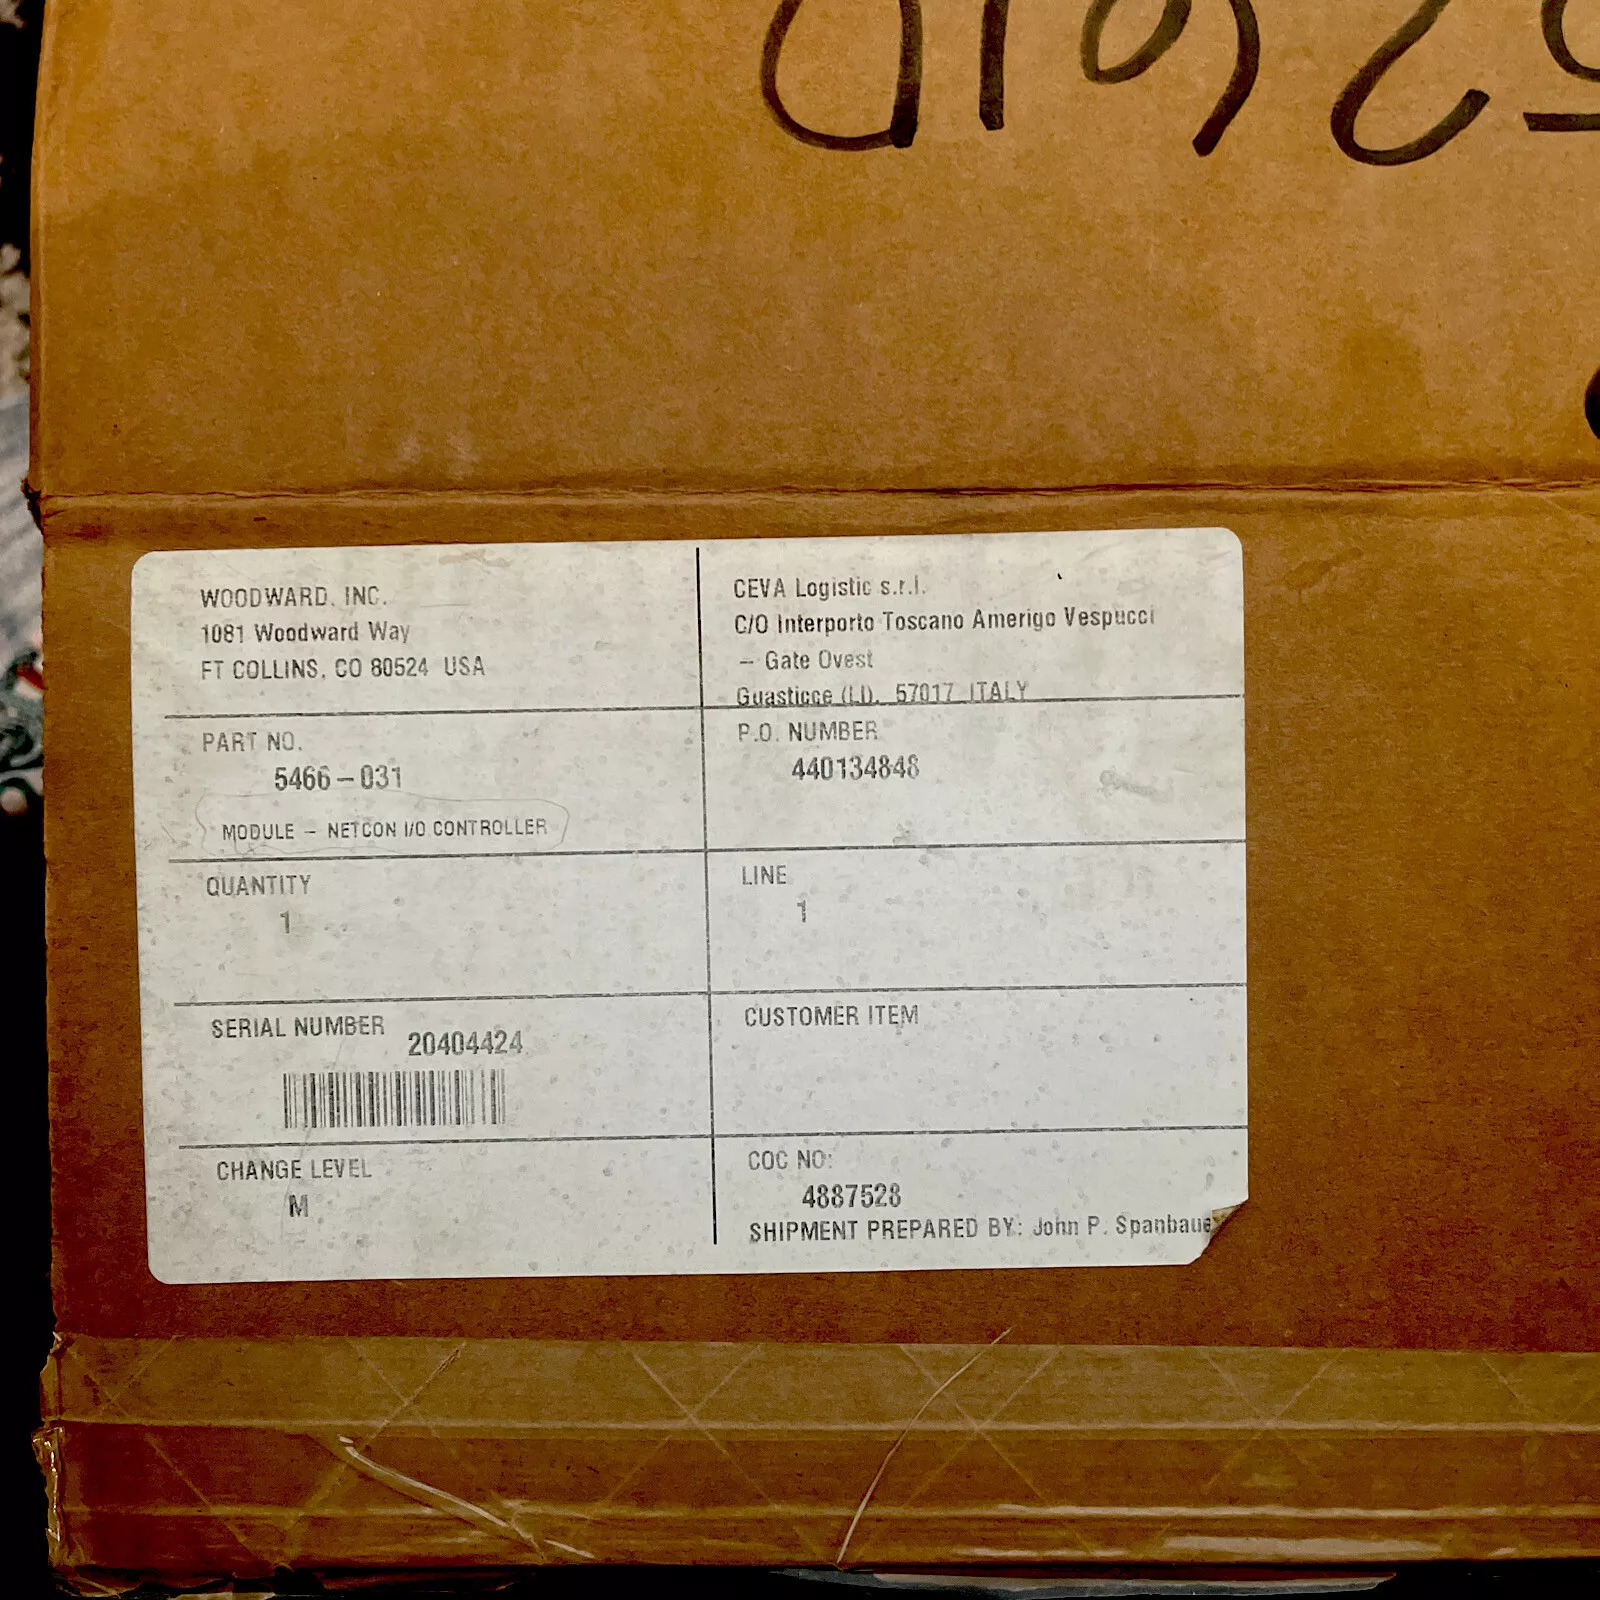 WOODWARD, INC.
1081 Woodward Way
FT COLLINS, CO 80524 USA
CEVA Logistic s.r.l.
C/O Interporto Toscano Amerigo Vespucci
– Gate Ovest
Guasticce (LI), 57017 ITALY
PART NO.
5466–031
MODULE – NETCON I/O CONTROLLER
P.O. NUMBER
440134848
QUANTITY
1
LINE
1
SERIAL NUMBER
20404424
CUSTOMER ITEM
CHANGE LEVEL
M
COC NO:
4887528
SHIPMENT PREPARED BY: John P. Spanbaue